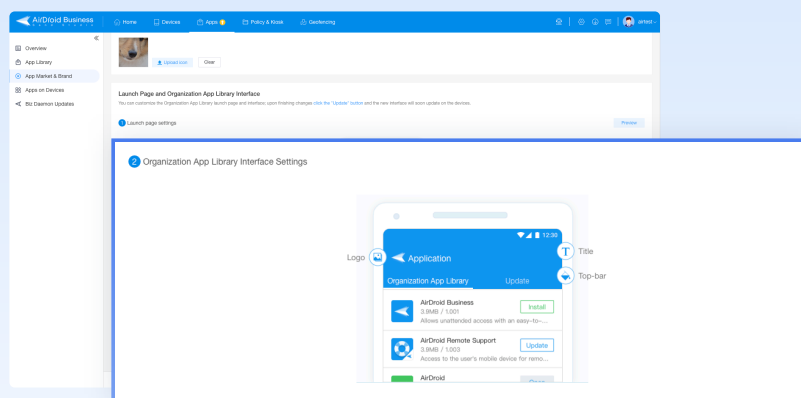 AirDroid Business
Home
Devices
Apps
Policy & Kiosk
Geofencing
airtest
Overview
App Library
App Market & Brand
Apps on Devices
Biz Daemon Updates
Upload icon
Clear
Launch Page and Organization App Library Interface
You can customize the Organization App Library launch page and interface; upon finishing changes click the "Update" button and the new interface will soon update on the devices.
1 Launch page settings
Preview
2 Organization App Library Interface Settings
12:30
Logo
Application
T
Title
Top-bar
Organization App Library
Update
AirDroid Business
3.9MB / 1.001
Allows unattended access with an easy-to-...
Install
AirDroid Remote Support
3.9MB / 1.003
Access to the user's mobile device for remo...
Update
AirDroid